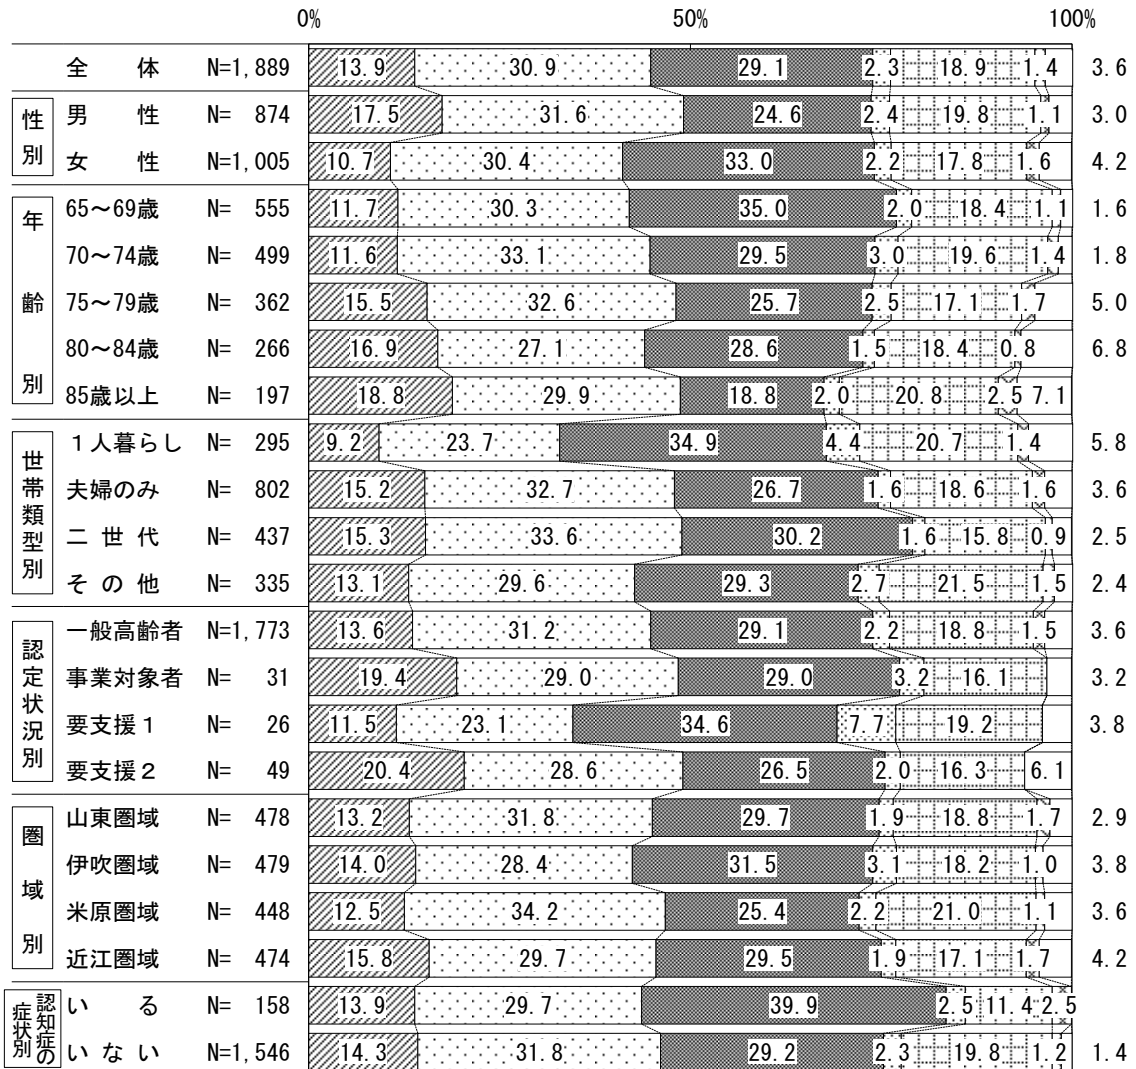 0% 50% 100%
全体 N=1,889 13.9 30.9 29.1 2.3 18.9 1.4 3.6
性別
男性 N= 874 17.5 31.6 24.6 2.4 19.8 1.1 3.0
女性 N=1,005 10.7 30.4 33.0 2.2 17.8 1.6 4.2
年齢別
65～69歳 N= 555 11.7 30.3 35.0 2.0 18.4 1.1 1.6
70～74歳 N= 499 11.6 33.1 29.5 3.0 19.6 1.4 1.8
75～79歳 N= 362 15.5 32.6 25.7 2.5 17.1 1.7 5.0
80～84歳 N= 266 16.9 27.1 28.6 1.5 18.4 0.8 6.8
85歳以上 N= 197 18.8 29.9 18.8 2.0 20.8 2.5 7.1
世帯類型別
１人暮らし N= 295 9.2 23.7 34.9 4.4 20.7 1.4 5.8
夫婦のみ N= 802 15.2 32.7 26.7 1.6 18.6 1.6 3.6
二世代 N= 437 15.3 33.6 30.2 1.6 15.8 0.9 2.5
その他 N= 335 13.1 29.6 29.3 2.7 21.5 1.5 2.4
認定状況別
一般高齢者 N=1,773 13.6 31.2 29.1 2.2 18.8 1.5 3.6
事業対象者 N= 31 19.4 29.0 29.0 3.2 16.1 3.2
要支援１ N= 26 11.5 23.1 34.6 7.7 19.2 3.8
要支援２ N= 49 20.4 28.6 26.5 2.0 16.3 6.1
圏域別
山東圏域 N= 478 13.2 31.8 29.7 1.9 18.8 1.7 2.9
伊吹圏域 N= 479 14.0 28.4 31.5 3.1 18.2 1.0 3.8
米原圏域 N= 448 12.5 34.2 25.4 2.2 21.0 1.1 3.6
近江圏域 N= 474 15.8 29.7 29.5 1.9 17.1 1.7 4.2
認知症の症状別
いる N= 158 13.9 29.7 39.9 2.5 11.4 2.5
いない N=1,546 14.3 31.8 29.2 2.3 19.8 1.2 1.4